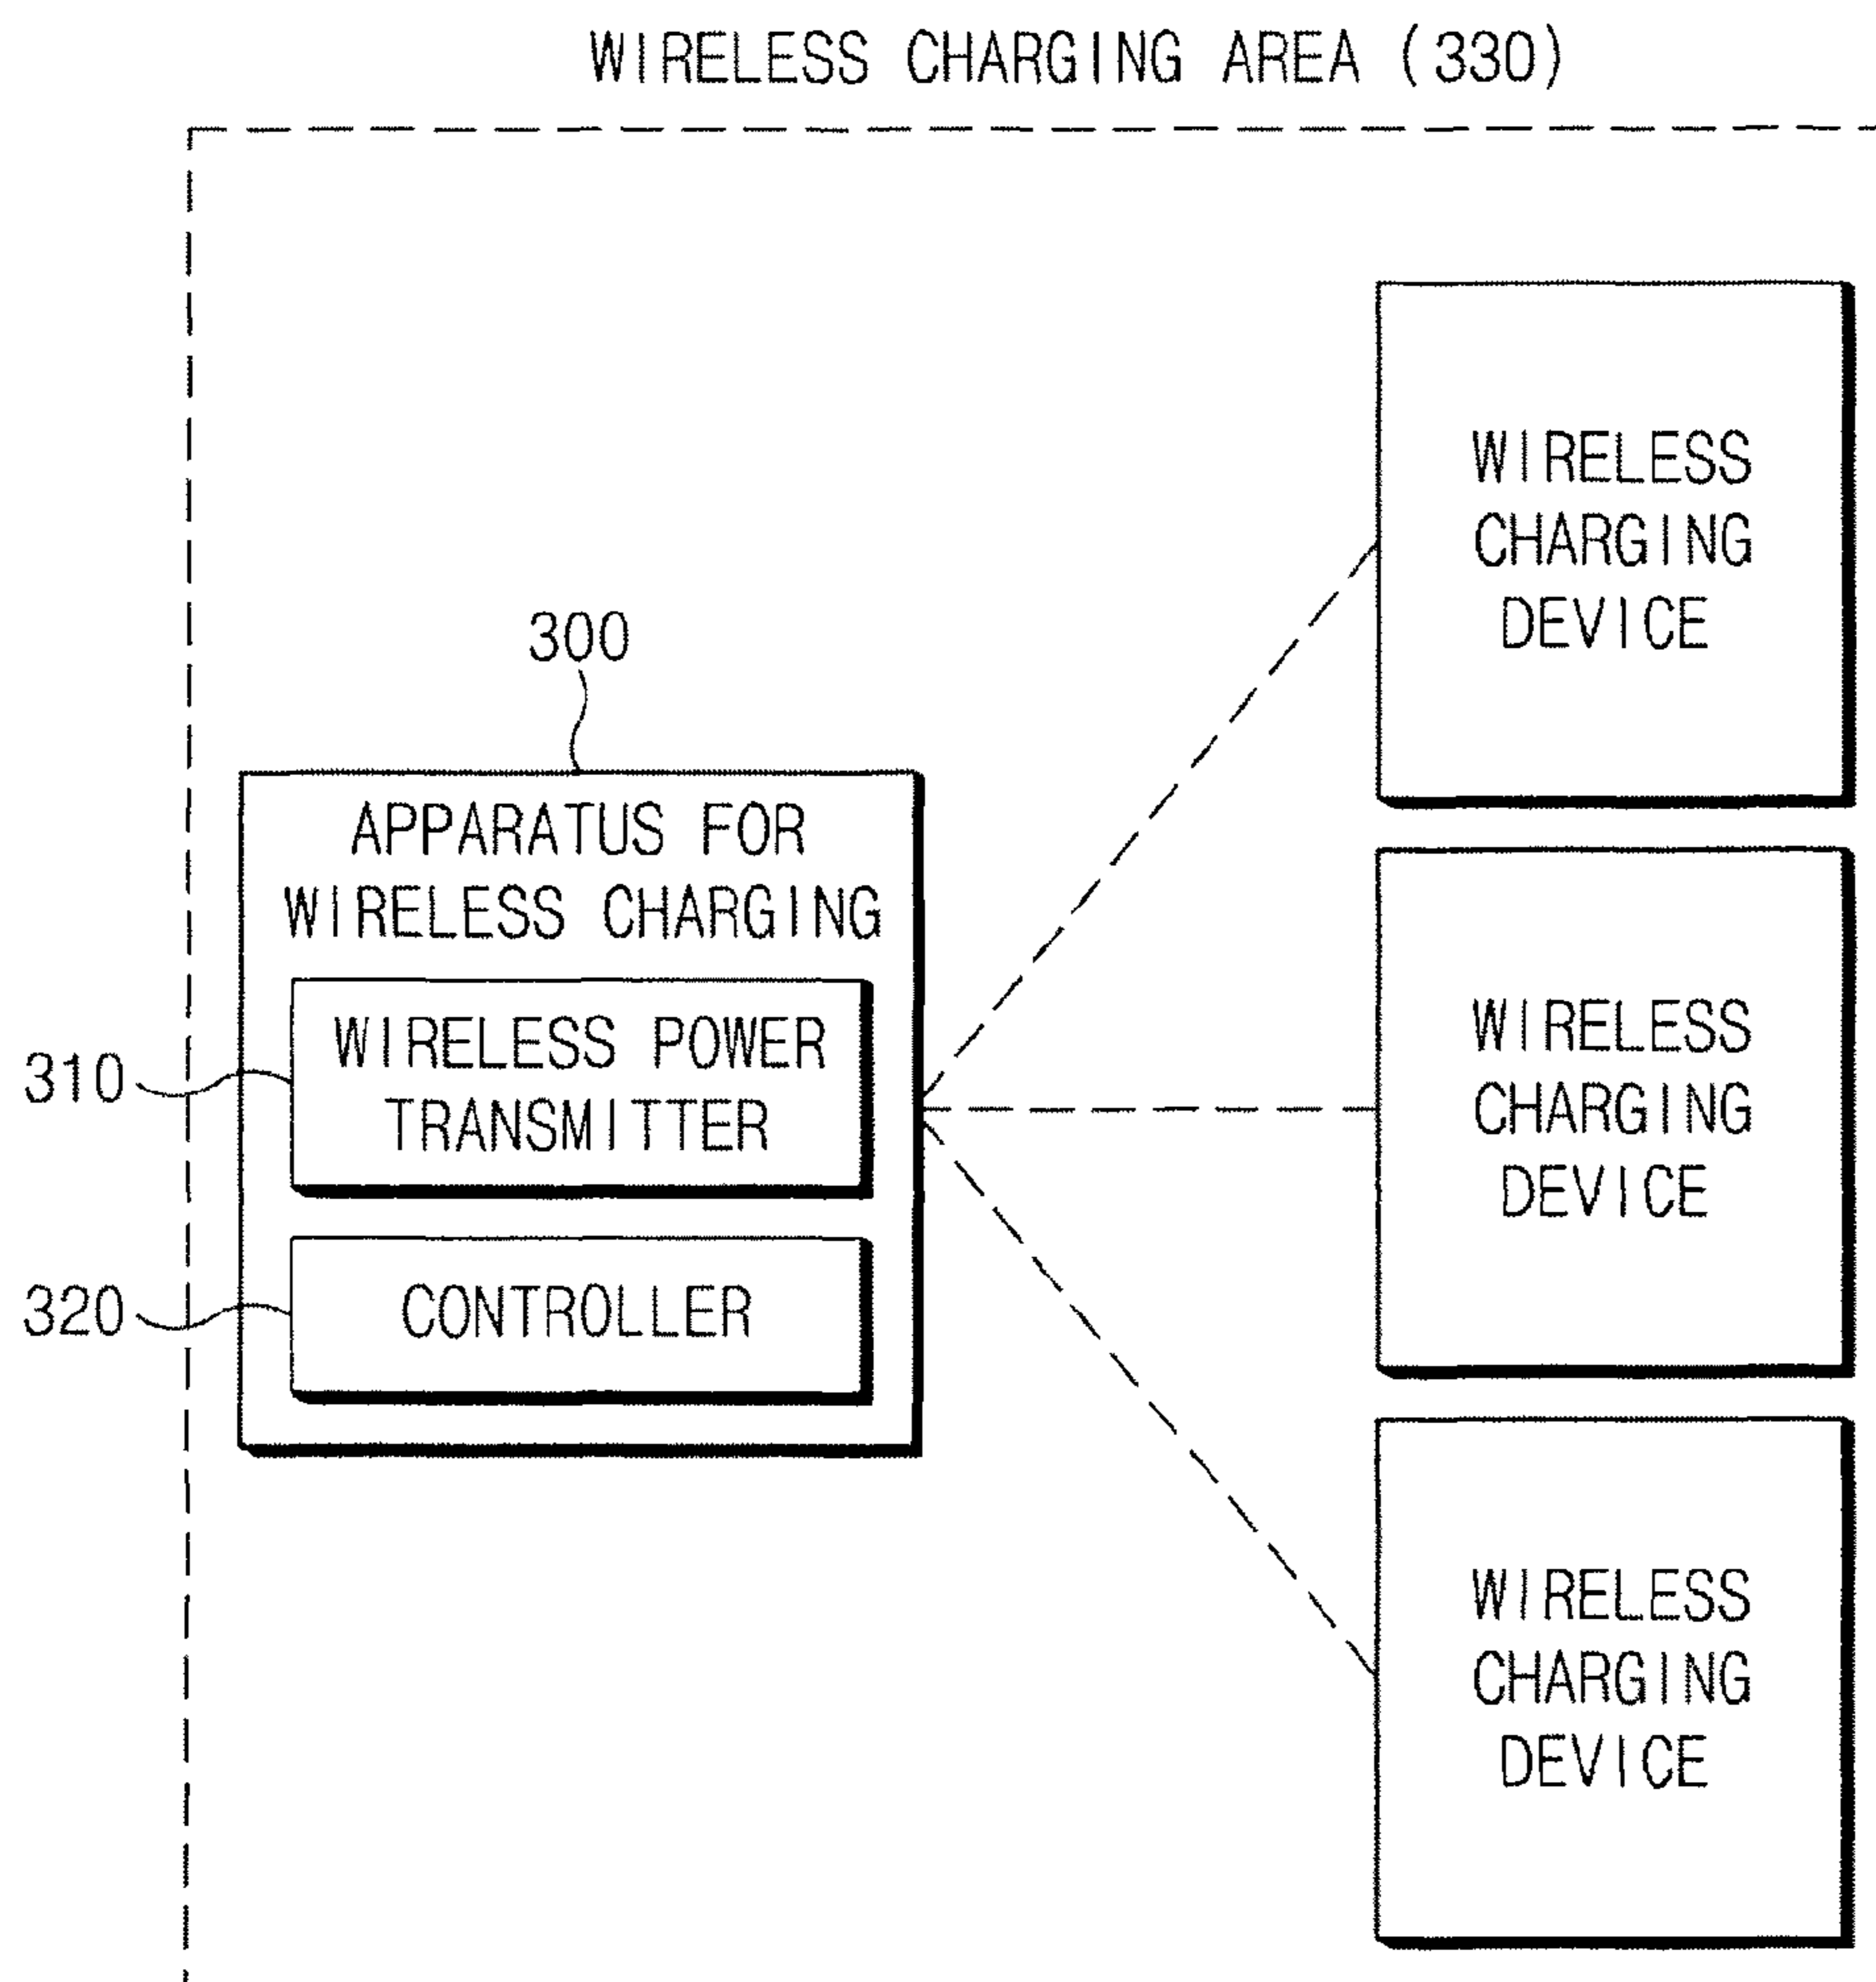 WIRELESS CHARGING AREA (330)
300
APPARATUS FOR
WIRELESS CHARGING
310
WIRELESS POWER
TRANSMITTER
320
CONTROLLER
WIRELESS
CHARGING
DEVICE
WIRELESS
CHARGING
DEVICE
WIRELESS
CHARGING
DEVICE